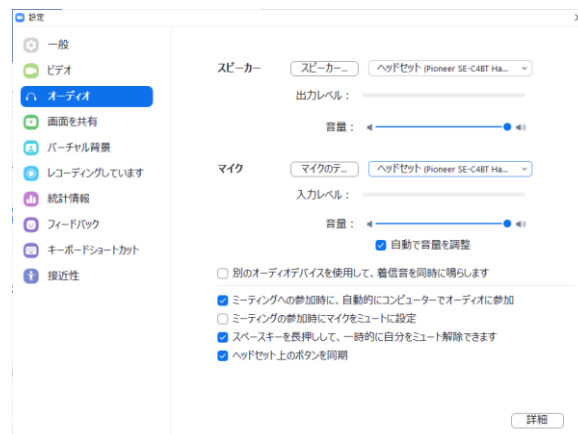 設定
一般
ビデオ
オーディオ
画面を共有
バーチャル背景
レコーディングしています
統計情報
フィードバック
キーボードショートカット
接近性
スピーカー スピーカー... ヘッドセット (Pioneer SE-C4BT Ha...
出力レベル：
音量：
マイク マイクのテ... ヘッドセット (Pioneer SE-C4BT Ha...
入力レベル：
音量：
自動で音量を調整
別のオーディオデバイスを使用して、着信音を同時に鳴らします
ミーティングへの参加時に、自動的にコンピューターでオーディオに参加
ミーティングの参加時にマイクをミュートに設定
スペースキーを長押しして、一時的に自分をミュート解除できます
ヘッドセット上のボタンを同期
詳細